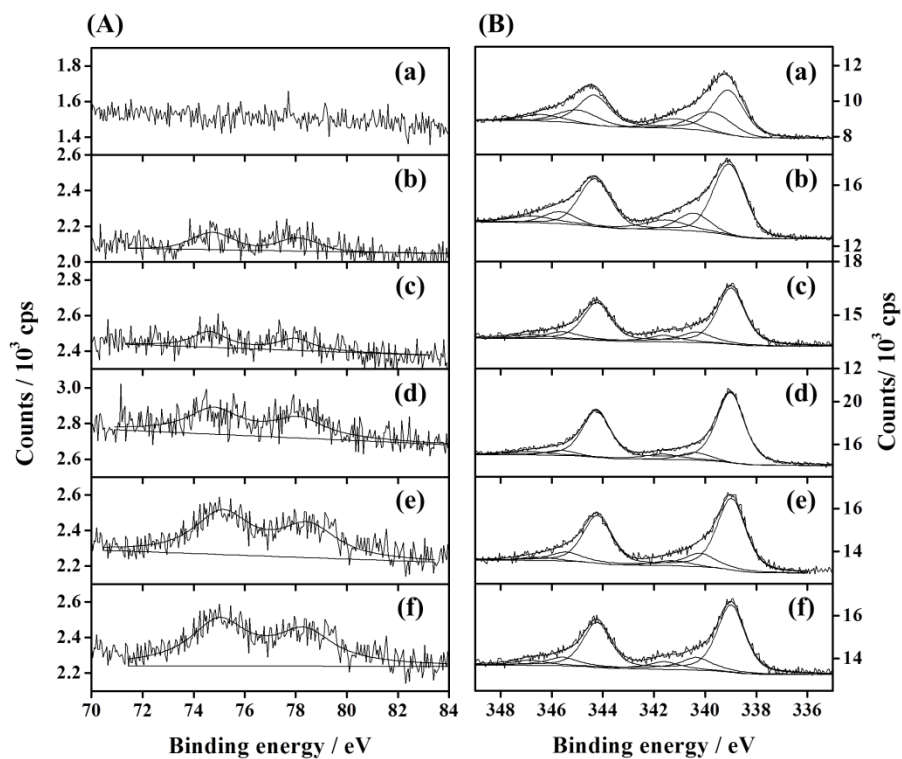 (A)
1.8
(a)
1.6
1.4
2.6
(b)
2.4
2.2
2.0
2.8
(c)
2.6
2.4
3.0
(d)
2.8
2.6
2.6
(e)
2.4
2.2
2.6
(f)
2.4
2.2
70 72 74 76 78 80 82 84
Binding energy / eV
Counts / 10³ cps
(B)
12
(a)
10
8
(b)
16
12
18
(c)
15
12
(d)
20
16
(e)
16
14
(f)
16
14
348 346 344 342 340 338 336
Binding energy / eV
Counts/ 10³ cps